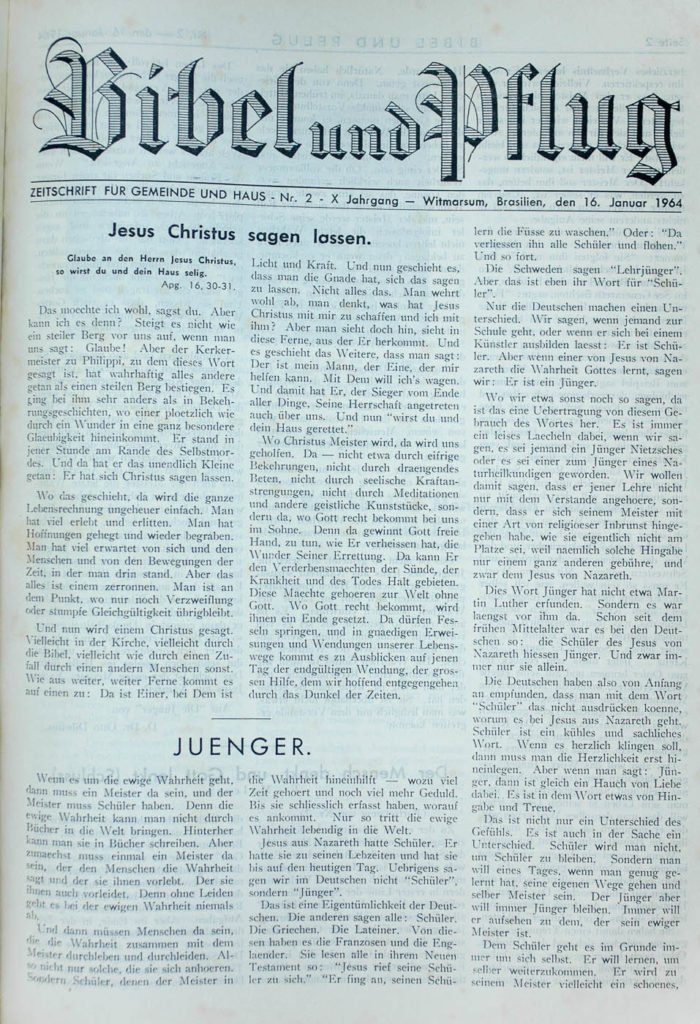 Bibel und Pflug
ZEITSCHRIFT FÜR GEMEINDE UND HAUS - Nr. 2 - X Jahrgang — Witmarsum, Brasilien, den 16. Januar 1964
Jesus Christus sagen lassen.
Glaube an den Herrn Jesus Christus,
so wirst du und dein Haus selig.
Apg. 16, 30-31.
Das moechte ich wohl, sagst du. Aber
kann ich es denn? Steigt es nicht wie
ein steiler Berg vor uns auf, wenn man
uns sagt: Glaube! Aber der Kerker-
meister zu Philippi, zu dem dieses Wort
gesagt ist, hat wahrhaftig alles andere
getan als einen steilen Berg bestiegen. Es
ging bei ihm sehr anders als in Bekeh-
rungsgeschichten, wo einer ploetzlich wie
durch ein Wunder in eine ganz besondere
Glaeubigkeit hineinkommt. Er stand in
jener Stunde am Rande des Selbstmor-
des. Und da hat er das unendlich Kleine
getan: Er hat sich Christus sagen lassen.
Wo das geschieht, da wird die ganze
Lebensrechnung ungeheuer einfach. Man
hat viel erlebt und erlitten. Man hat
Hoffnungen gehegt und wieder begraben.
Man hat viel erwartet von sich und den
Menschen und von den Bewegungen der
Zeit, in der man drin stand. Aber das
alles ist einem zerronnen. Man ist an
dem Punkt, wo nur noch Verzweiflung
oder stumpfe Gleichgültigkeit übrigbleibt.
Und nun wird einem Christus gesagt.
Vielleicht in der Kirche, vielleicht durch
die Bibel, vielleicht wie durch einen Zu-
fall durch einen andern Menschen sonst.
Wie aus weiter, weiter Ferne kommt es
auf einen zu: Da ist Einer, bei Dem ist
Licht und Kraft. Und nun geschieht es,
dass man die Gnade hat, sich das sagen
zu lassen. Nicht alles das. Man wehrt
wohl ab, man denkt, was hat Jesus
Christus mit mir zu schaffen und ich mit
ihm? Aber man sieht doch hin, sieht in
diese Ferne, aus der Er herkommt. Und
es geschieht das Weitere, dass man sagt:
Der ist mein Mann, der Eine, der mir
helfen kann. Mit Dem will ich's wagen.
Und damit hat Er, der Sieger vom Ende
aller Dinge, Seine Herrschaft angetreten
auch über uns. Und nun "wirst du und
dein Haus gerettet."
Wo Christus Meister wird, da wird uns
geholfen. Da — nicht etwa durch eifrige
Bekehrungen, nicht durch draengendes
Beten, nicht durch seelische Kraftan-
strengungen, nicht durch Meditationen
und andere geistliche Kunststücke, son-
dern da, wo Gott recht bekommt bei uns
im Sohne. Denn da gewinnt Gott freie
Hand, zu tun, wie Er verheissen hat, die
Wunder Seiner Errettung. Da kann Er
den Verderbensmaechten der Sünde, der
Krankheit und des Todes Halt gebieten.
Diese Maechte gehoeren zur Welt ohne
Gott. Wo Gott recht bekommt, wird
ihnen ein Ende gesetzt. Da dürfen Fes-
seln springen, und in gnaedigen Erwei-
sungen und Wendungen unserer Lebens-
wege kommt es zu Ausblicken auf jenen
Tag der endgültigen Wendung, der gros-
sen Hilfe, dem wir hoffend entgegengehen
durch das Dunkel der Zeiten.
JUENGER.
Wenn es um die ewige Wahrheit geht,
dann muss ein Meister da sein, und der
Meister muss Schüler haben. Denn die
ewige Wahrheit kann man nicht durch
Bücher in die Welt bringen. Hinterher
kann man sie in Bücher schreiben. Aber
zunaechst muss einmal ein Meister da
sein, der den Menschen die Wahrheit
sagt und der sie ihnen vorlebt. Der sie
ihnen auch vorleidet. Denn ohne Leiden
geht es bei der ewigen Wahrheit niemals
ab.
Und dann müssen Menschen da sein,
die die Wahrheit zusammen mit dem
Meister durchleben und durchleiden. Al-
so nicht nur solche, die sie sich anhoeren.
Sondern Schüler, denen der Meister in
die Wahrheit hineinhilft — wozu viel
Zeit gehoert und noch viel mehr Geduld.
Bis sie schliesslich erfasst haben, worauf
es ankommt. Nur so tritt die ewige
Wahrheit lebendig in die Welt.
Jesus aus Nazareth hatte Schüler. Er
hatte sie zu seinen Lebzeiten und hat sie
bis auf den heutigen Tag. Uebrigens sa-
gen wir im Deutschen nicht "Schüler",
sondern "Jünger".
Das ist eine Eigentümlichkeit der Deut-
schen. Die anderen sagen alle: Schüler.
Die Griechen. Die Lateiner. Von die-
sen haben es die Franzosen und die Eng-
laender. Sie lesen alle in ihrem Neuen
Testament so: "Jesus rief seine Schü-
ler zu sich." "Er fing an, seinen Schü-
lern die Füsse zu waschen." Oder: "Da
verliessen ihn alle Schüler und flohen."
Und so fort.
Die Schweden sagen "Lehrjünger".
Aber das ist eben ihr Wort für "Schü-
ler".
Nur die Deutschen machen einen Un-
terschied. Wir sagen, wenn jemand zur
Schule geht, oder wenn er sich bei einem
Künstler ausbilden laesst: Er ist Schü-
ler. Aber wenn einer von Jesus von Na-
zareth die Wahrheit Gottes lernt, sagen
wir: Er ist ein Jünger.
Wo wir etwa sonst noch so sagen, da
ist das eine Uebertragung von diesem Ge-
brauch des Wortes her. Es ist immer
ein leises Laecheln dabei, wenn wir sa-
gen, es sei jemand ein Jünger Nietzsches
oder es sei einer zum Jünger eines Na-
turheilkundigen geworden. Wir wollen
damit sagen, dass er jener Lehre nicht
nur mit dem Verstande angehoere, son-
dern, dass er sich seinem Meister mit
einer Art von religioeser Inbrunst hinge-
geben habe, wie sie eigentlich nicht am
Platze sei, weil naemlich solche Hingabe
nur einem ganz anderen gebühre, und
zwar dem Jesus von Nazareth.
Dies Wort Jünger hat nicht etwa Mar-
tin Luther erfunden. Sondern es war
laengst vor ihm da. Schon seit dem
frühen Mittelalter war es bei den Deut-
schen so: die Schüler des Jesus von
Nazareth hiessen Jünger. Und zwar im-
mer nur sie allein.
Die Deutschen haben also von Anfang
an empfunden, dass man mit dem Wort
"Schüler" das nicht ausdrücken koenne,
worum es bei Jesus aus Nazareth geht.
Schüler ist ein kühles und sachliches
Wort. Wenn es herzlich klingen soll,
dann muss man die Herzlichkeit erst hi-
neinlegen. Aber wenn man sagt: Jün-
ger, dann ist gleich ein Hauch von Liebe
dabei. Es ist in dem Wort etwas von Hin-
gabe und Treue.
Das ist nicht nur ein Unterschied des
Gefühls. Es ist auch in der Sache ein
Unterschied. Schüler wird man nicht,
um Schüler zu bleiben. Sondern man
will eines Tages, wenn man genug ge-
lernt hat, seine eigenen Wege gehen und
selber Meister sein. Der Jünger aber
will immer Jünger bleiben. Immer will
er aufsehen zu dem, der sein ewiger
Meister ist.
Dem Schüler geht es im Grunde im-
mer um sich selbst. Er will lernen, um
selber weiterzukommen. Er wird zu
seinem Meister vielleicht ein schoenes,